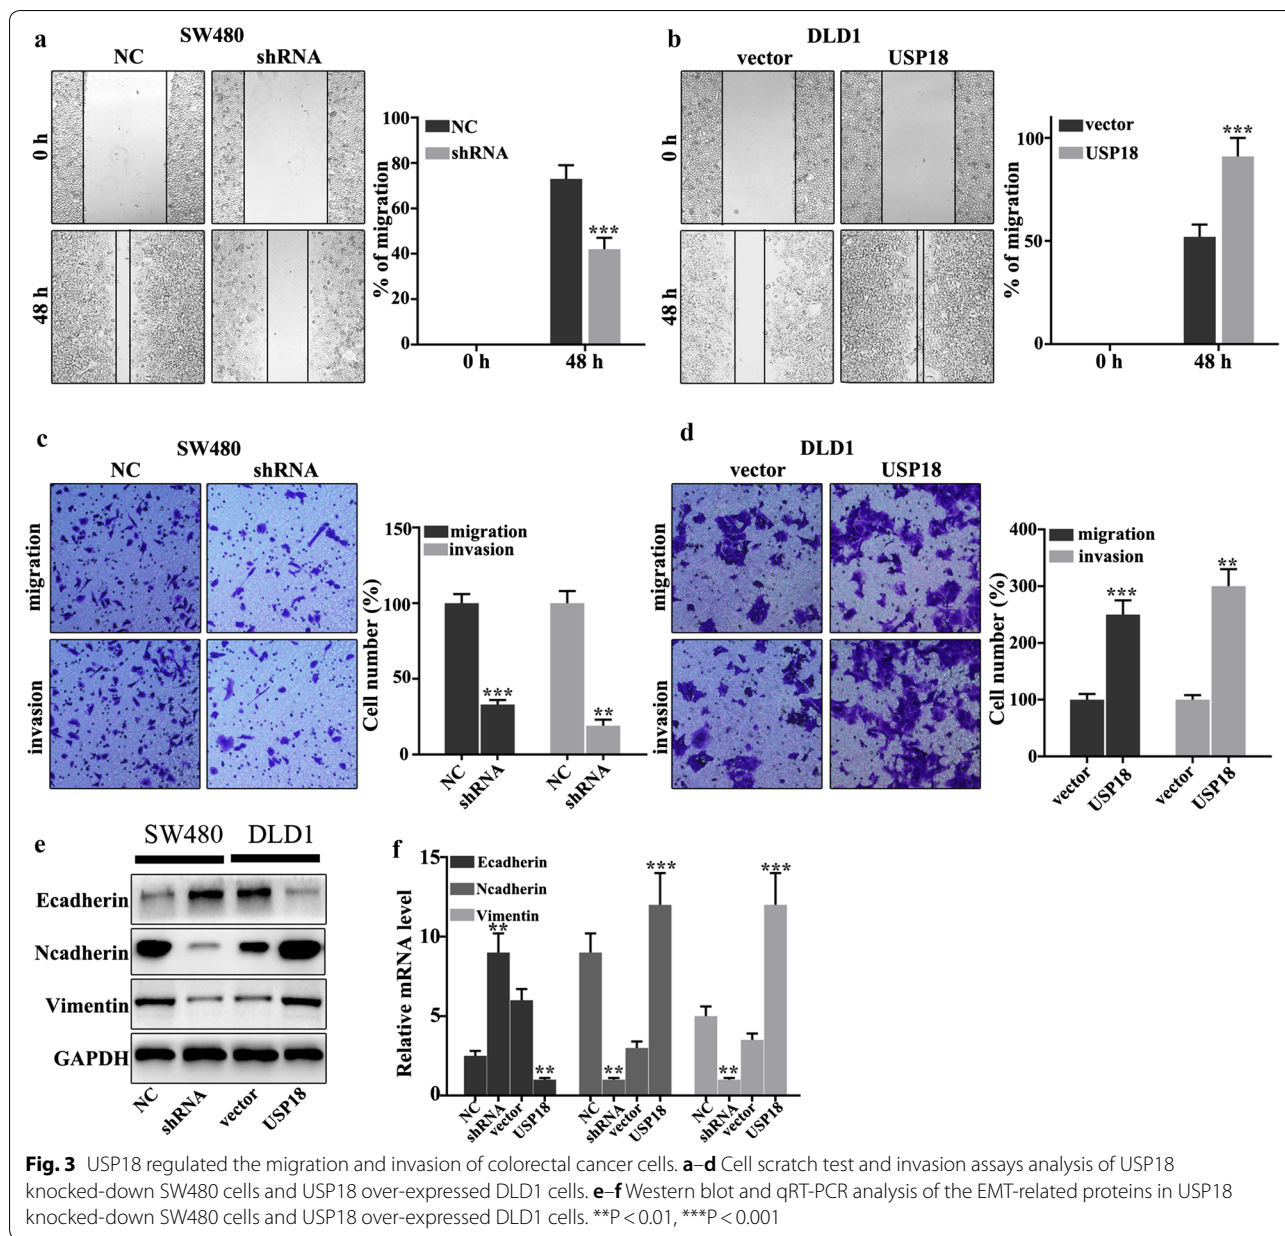 a
SW480
NC shRNA
0 h
48 h
% of migration
100
80
60
40
20
0
NC
shRNA
***
0 h 48 h
b
DLD1
vector USP18
0 h
48 h
% of migration
100
50
0
vector
USP18
***
0 h 48 h
c
SW480
NC shRNA
migration
invasion
Cell number (%)
150
100
50
0
migration
invasion
***
**
NC shRNA NC shRNA
d
DLD1
vector USP18
migration
invasion
Cell number (%)
400
300
200
100
0
migration
invasion
***
**
vector USP18 vector USP18
e
SW480 DLD1
Ecadherin
Ncadherin
Vimentin
GAPDH
NC shRNA vector USP18
f
Relative mRNA level
15
10
5
0
Ecadherin
Ncadherin
Vimentin
**
**
**
***
**
***
NC shRNA vector USP18 NC shRNA vector USP18 NC shRNA vector USP18
Fig. 3 USP18 regulated the migration and invasion of colorectal cancer cells. a–d Cell scratch test and invasion assays analysis of USP18
knocked-down SW480 cells and USP18 over-expressed DLD1 cells. e–f Western blot and qRT-PCR analysis of the EMT-related proteins in USP18
knocked-down SW480 cells and USP18 over-expressed DLD1 cells. **P < 0.01, ***P < 0.001